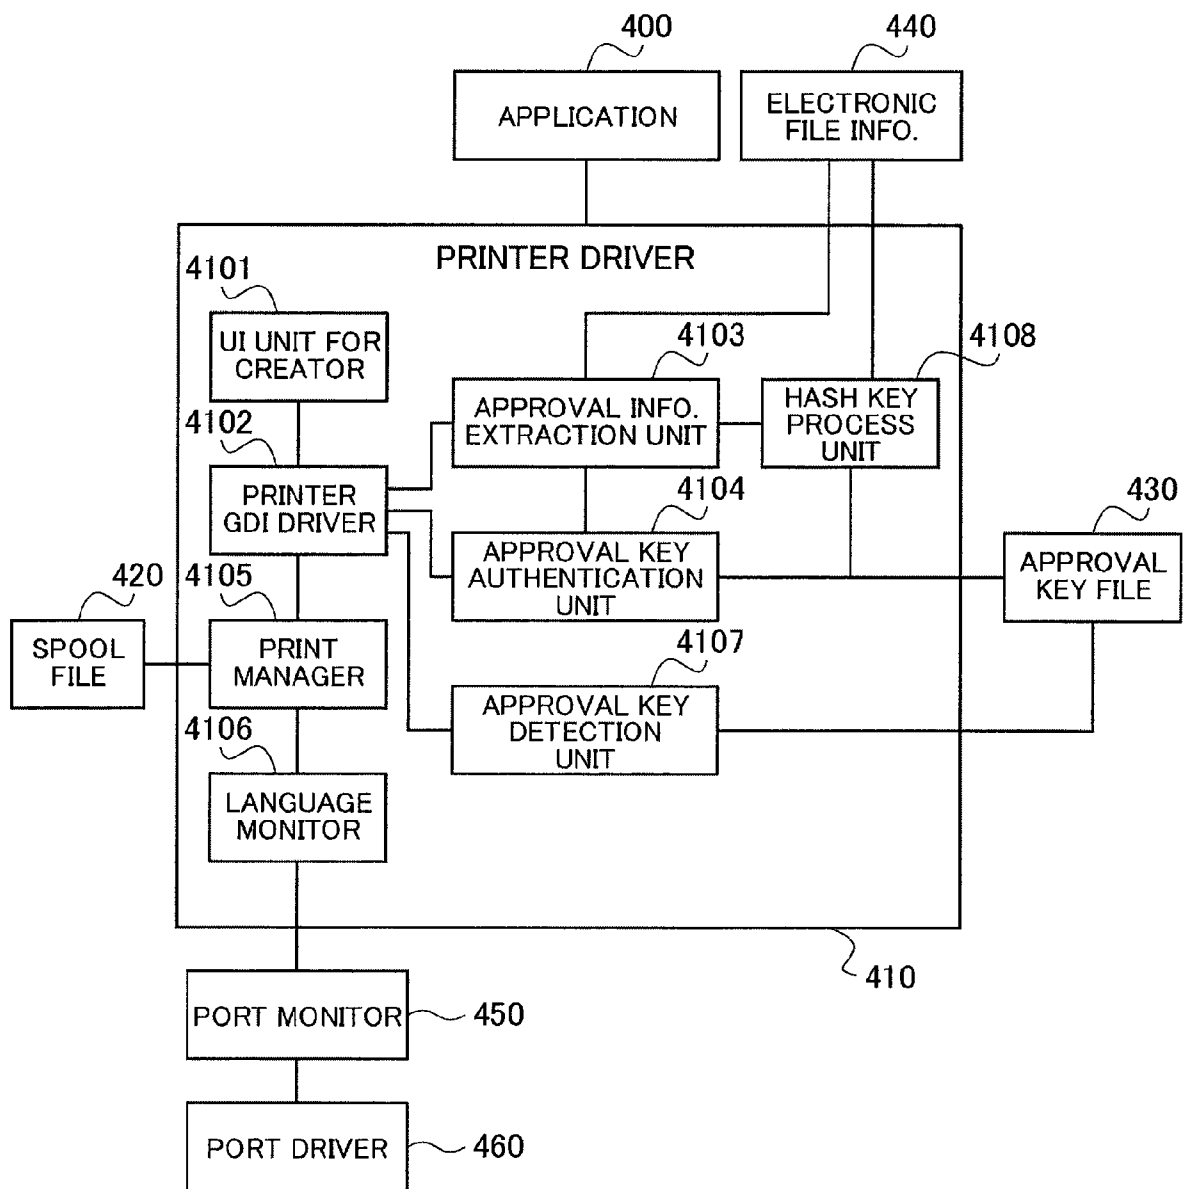 400
440
APPLICATION
ELECTRONIC
FILE INFO.
PRINTER DRIVER
4101
UI UNIT FOR
CREATOR
4103
4108
APPROVAL INFO.
EXTRACTION UNIT
HASH KEY
PROCESS
UNIT
4102
PRINTER
GDI DRIVER
4104
APPROVAL KEY
AUTHENTICATION
UNIT
430
APPROVAL
KEY FILE
420
SPOOL
FILE
4105
PRINT
MANAGER
4107
APPROVAL KEY
DETECTION
UNIT
4106
LANGUAGE
MONITOR
410
PORT MONITOR
450
PORT DRIVER
460